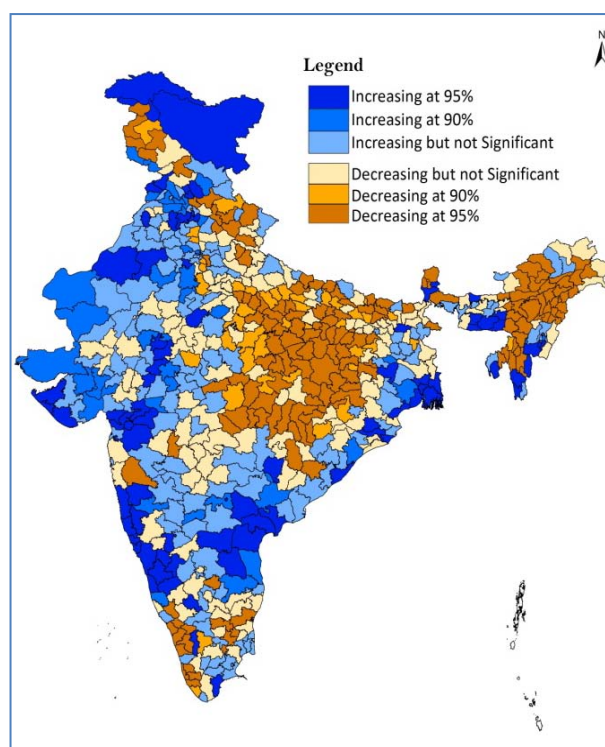 N
Legend
Increasing at 95%
Increasing at 90%
Increasing but not Significant
Decreasing but not Significant
Decreasing at 90%
Decreasing at 95%